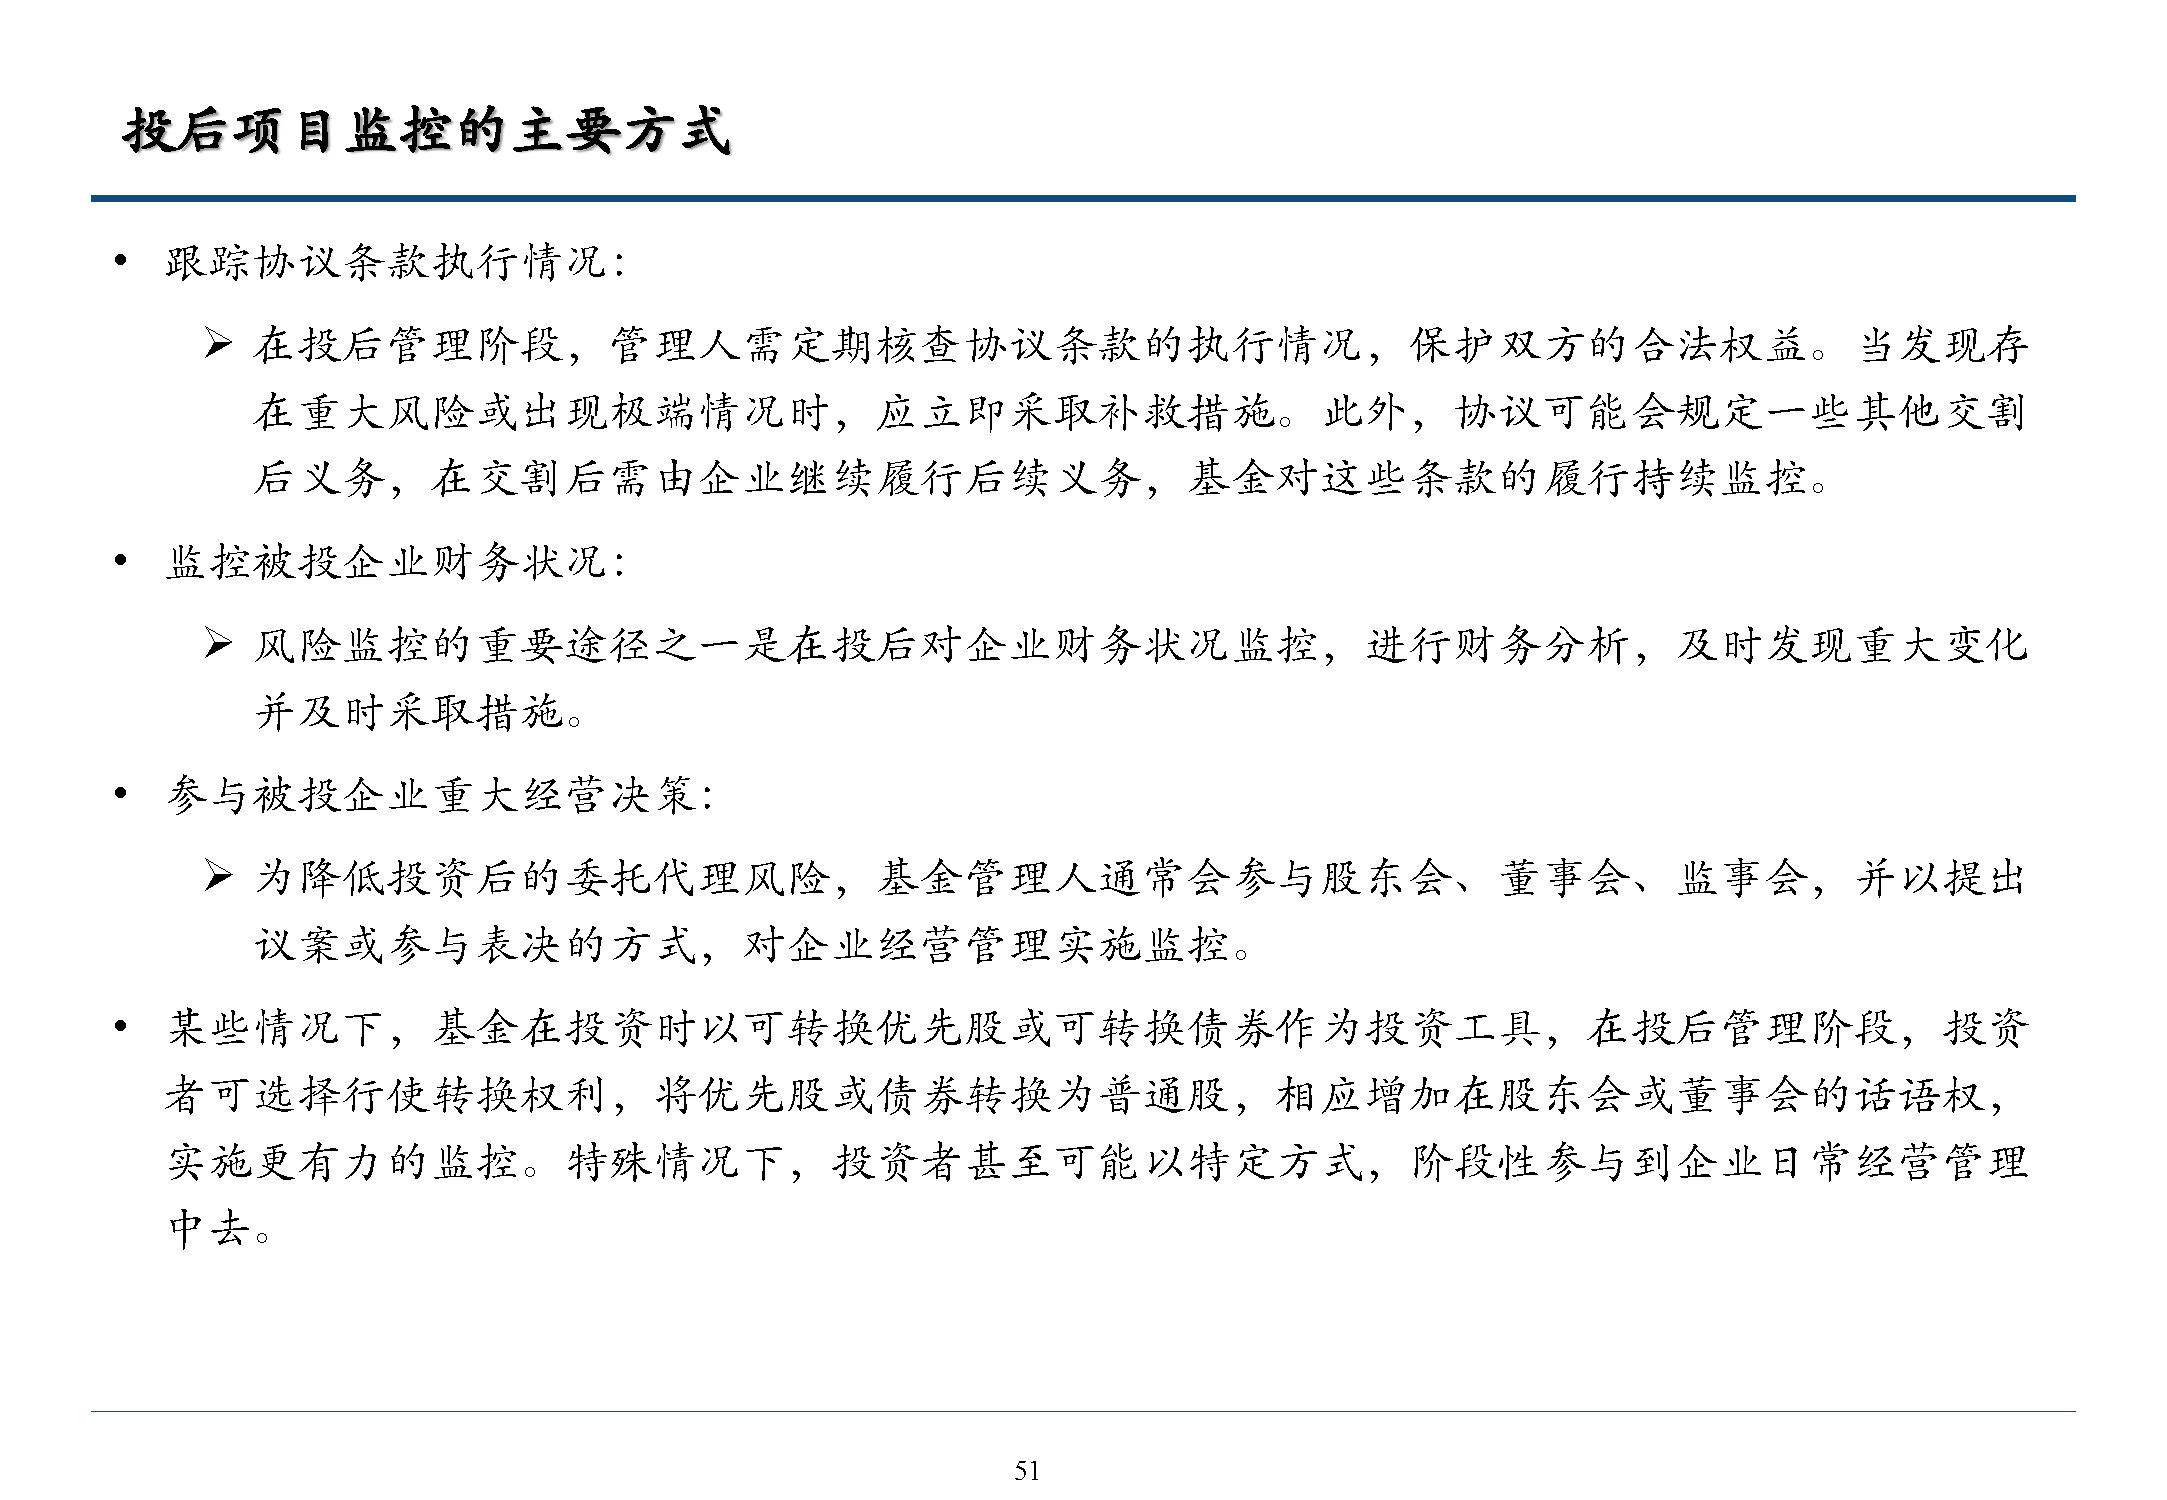 投后项目监控的主要方式
• 跟踪协议条款执行情况：
➢ 在投后管理阶段，管理人需定期核查协议条款的执行情况，保护双方的合法权益。当发现存
在重大风险或出现极端情况时，应立即采取补救措施。此外，协议可能会规定一些其他交割
后义务，在交割后需由企业继续履行后续义务，基金对这些条款的履行持续监控。
• 监控被投企业财务状况：
➢ 风险监控的重要途径之一是在投后对企业财务状况监控，进行财务分析，及时发现重大变化
并及时采取措施。
• 参与被投企业重大经营决策：
➢ 为降低投资后的委托代理风险，基金管理人通常会参与股东会、董事会、监事会，并以提出
议案或参与表决的方式，对企业经营管理实施监控。
• 某些情况下，基金在投资时以可转换优先股或可转换债券作为投资工具，在投后管理阶段，投资
者可选择行使转换权利，将优先股或债券转换为普通股，相应增加在股东会或董事会的话语权，
实施更有力的监控。特殊情况下，投资者甚至可能以特定方式，阶段性参与到企业日常经营管理
中去。
51